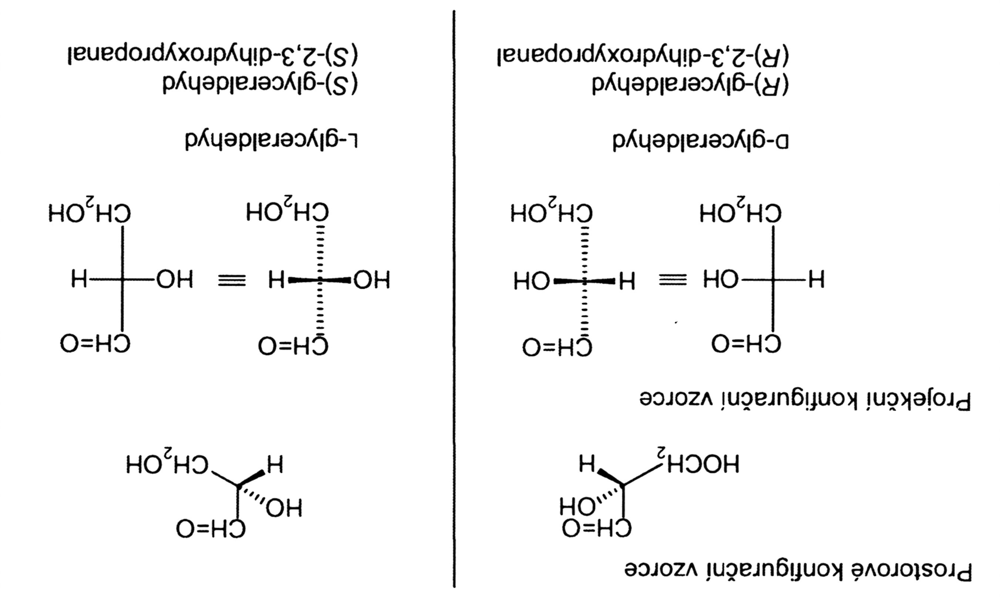 Prostorové konfigurační vzorce
CH=O CH=O
OH HO
HOCH₂ H H CH₂OH
Projekční konfigurační vzorce
CH=O CH=O CH=O CH=O
H OH ≡ H OH HO H ≡ HO H
CH₂OH CH₂OH CH₂OH CH₂OH
D-glyceraldehyd L-glyceraldehyd
(R)-glyceraldehyd (S)-glyceraldehyd
(R)-2,3-dihydroxypropanal (S)-2,3-dihydroxypropanal